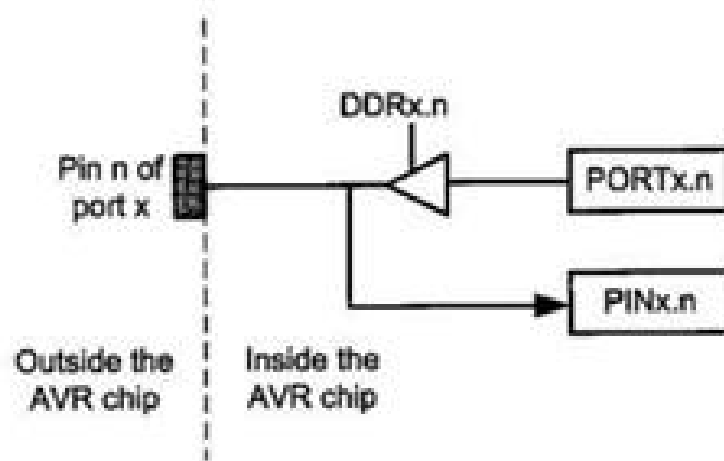 DDRx.n
Pin n of
port x
PORTx.n
PINx.n
Outside the
AVR chip
Inside the
AVR chip